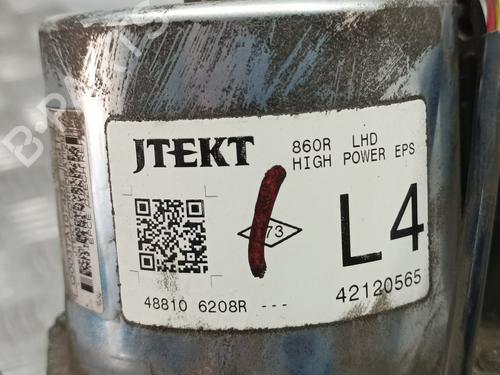 JTEKT
860R LHD
HIGH POWER EPS
73
L4
48810 6208R ---
42120565